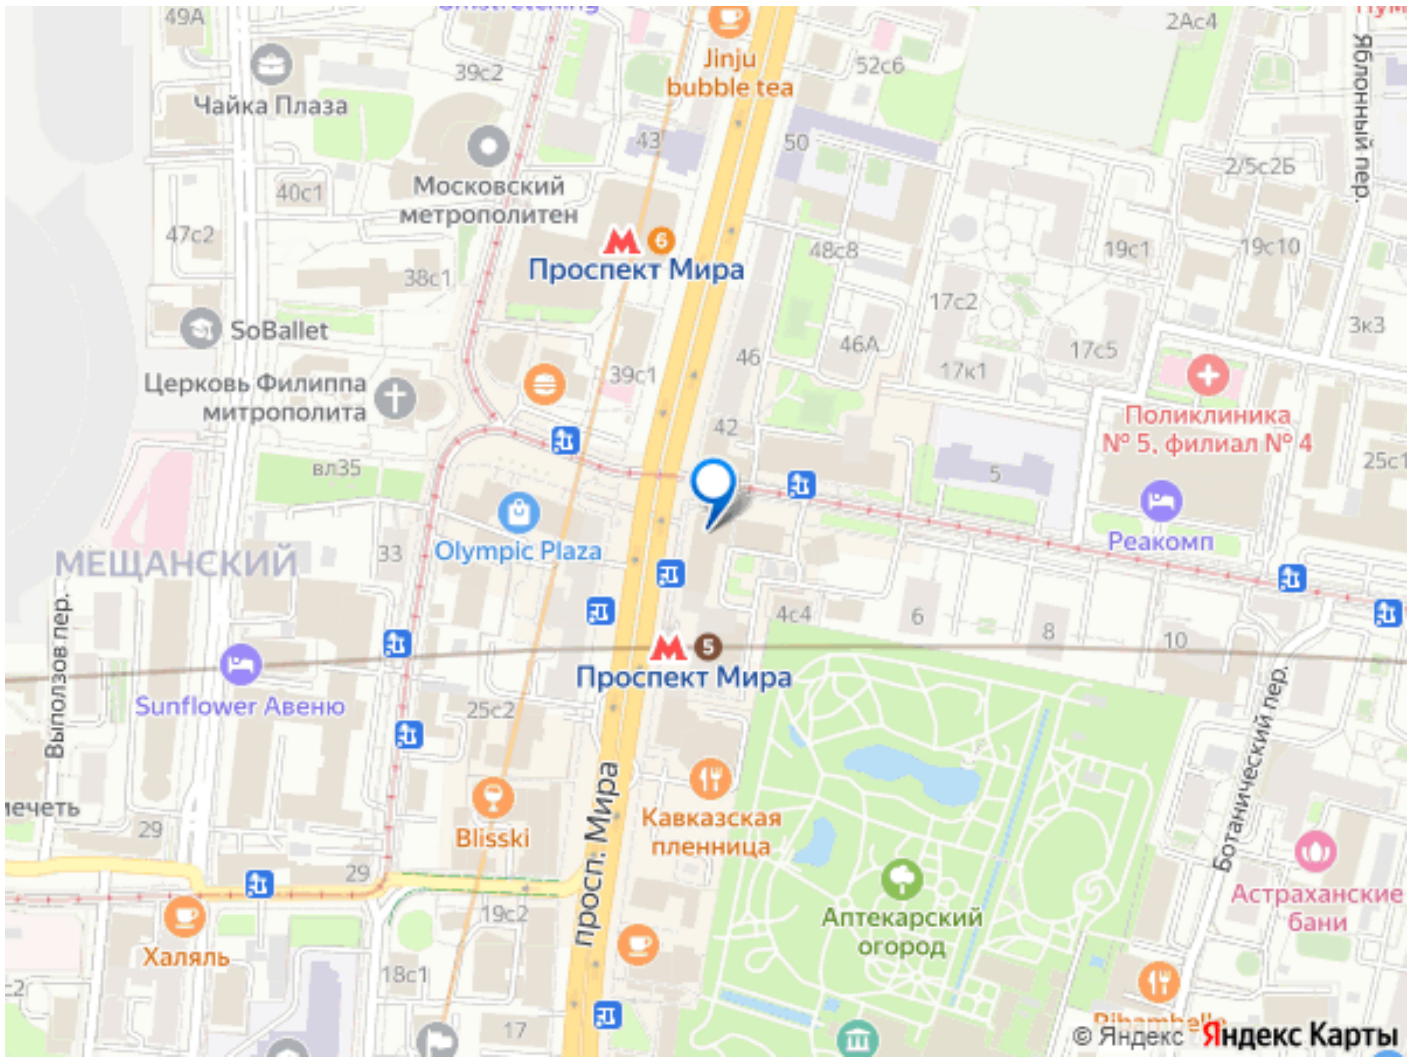 49А
Omstretching
2Ас4
Jinju
bubble tea
52с6
39с2
Чайка Плаза
Яблонный пер.
43
50
2/5с2Б
Московский
метрополитен
40с1
47с2
6
Проспект Мира
48с8
19с1
19с10
38с1
17с2
SoBallet
3к3
46А
46
17с5
17к1
39с1
Церковь Филиппа
митрополита
Поликлиника
№ 5, филиал № 4
42
вл35
5
25с1
Olympic Plaza
Реакомп
33
МЕЩАНСКИЙ
Выползов пер.
4с4
6
8
10
5
Проспект Мира
Sunflower Авеню
25с2
Ботанический пер.
просп. Мира
мечеть
29
Blisski
Кавказская
пленница
29
Аптекарский
огород
Астраханские
бани
19с2
Халяль
18с1
17
Ribambelle
© Яндекс Яндекс Карты